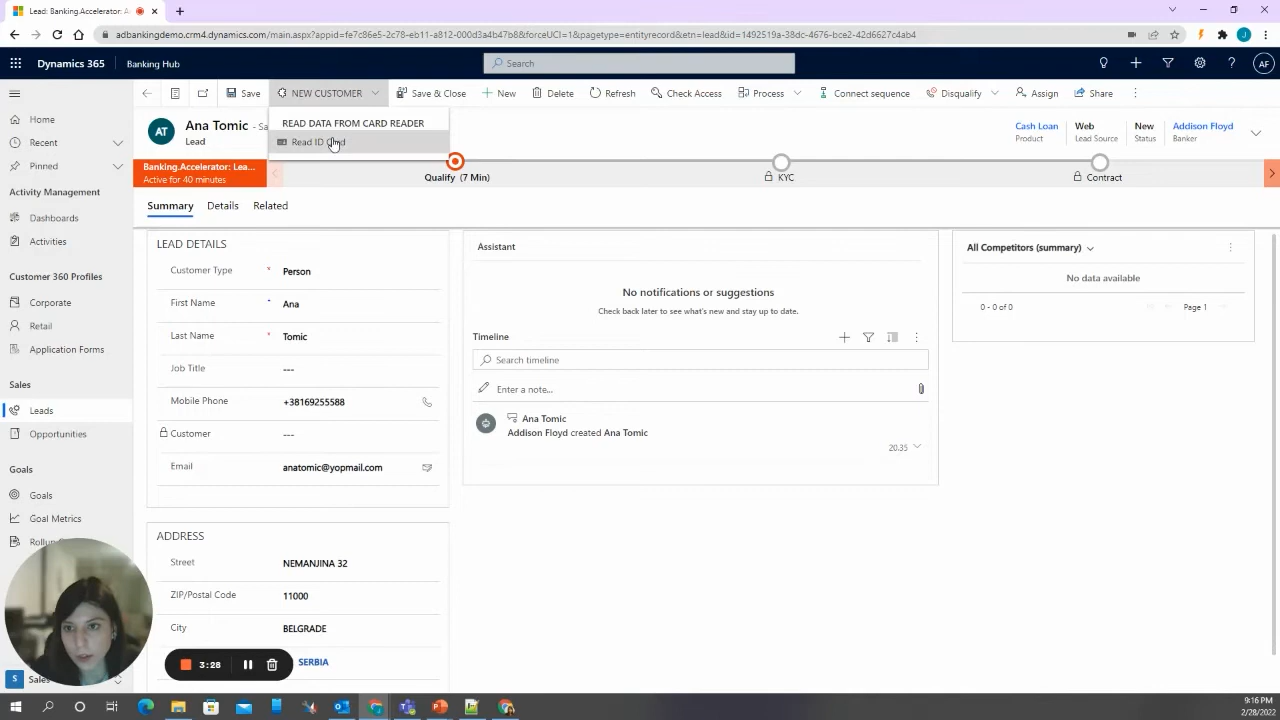 Lead: Banking.Accelerator: L
adbankingdemo.crm4.dynamics.com/main.aspx?appid=fe7c86e5-2c78-eb11-a812-000d3a4b47b8&forceUCI=1&pagetype=entityrecord&etn=lead&id=1492519a-38dc-4676-bce2-42d6627c4ab4
J
Dynamics 365
Banking Hub
Search
AF
Save
NEW CUSTOMER
Save & Close
New
Delete
Refresh
Check Access
Process
Connect sequence
Disqualify
Assign
Share
READ DATA FROM CARD READER
Read ID
Home
Recent
Pinned
Activity Management
Dashboards
Activities
Customer 360 Profiles
Corporate
Retail
Application Forms
Sales
Leads
Opportunities
Goals
Goals
Goal Metrics
S
Sales
AT
Ana Tomic
- Sa
Lead
Cash Loan
Product
Web
Lead Source
New
Status
Addison Floyd
Banker
Banking.Accelerator: Lea...
Active for 40 minutes
Qualify (7 Min)
KYC
Contract
Summary
Details
Related
LEAD DETAILS
Customer Type * Person
First Name * Ana
Last Name * Tomic
Job Title ---
Mobile Phone +38169255588
Customer ---
Email anatomic@yopmail.com
ADDRESS
Street NEMANJINA 32
ZIP/Postal Code 11000
City BELGRADE
SERBIA
3:28
Assistant
No notifications or suggestions
Check back later to see what's new and stay up to date.
Timeline
Search timeline
Enter a note...
Ana Tomic
Addison Floyd created Ana Tomic
20.35
All Competitors (summary)
No data available
0 - 0 of 0
Page 1
9:16 PM
2/28/2022